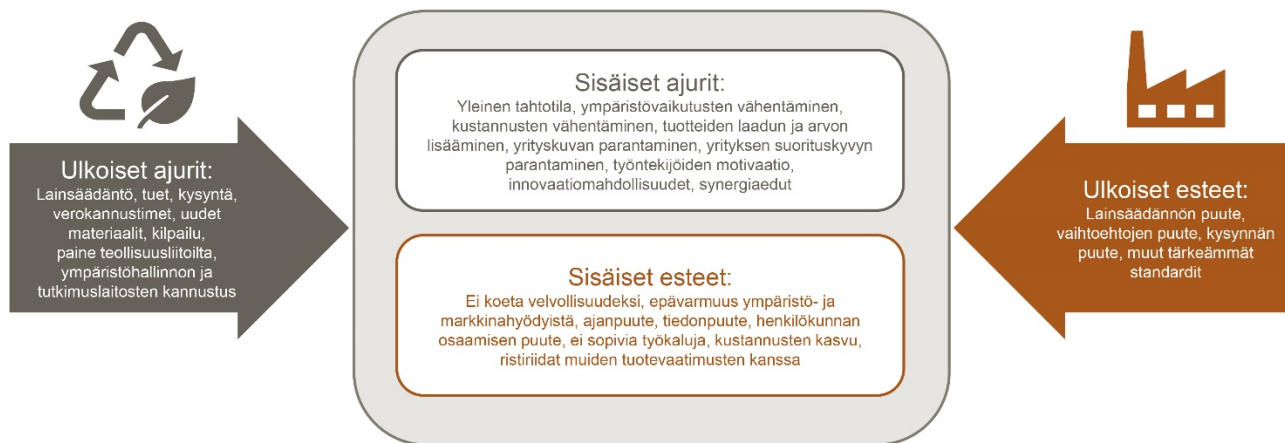 Ulkoiset ajurit:
Lainsäädäntö, tuet, kysyntä,
verokannustimet, uudet
materiaalit, kilpailu,
paine teollisuusliitoilta,
ympäristöhallinnon ja
tutkimuslaitosten kannustus
Sisäiset ajurit:
Yleinen tahtotila, ympäristövaikutusten vähentäminen,
kustannusten vähentäminen, tuotteiden laadun ja arvon
lisääminen, yrityskuvan parantaminen, yrityksen suorituskyvyn
parantaminen, työntekijöiden motivaatio,
innovaatiomahdollisuudet, synergiaedut
Sisäiset esteet:
Ei koeta velvollisuudeksi, epävarmuus ympäristö- ja
markkinahyödyistä, ajanpuute, tiedonpuute, henkilökunnan
osaamisen puute, ei sopivia työkaluja, kustannusten kasvu,
ristiriidat muiden tuotevaatimusten kanssa
Ulkoiset esteet:
Lainsäädännön puute,
vaihtoehtojen puute, kysynnän
puute, muut tärkeämmät
standardit